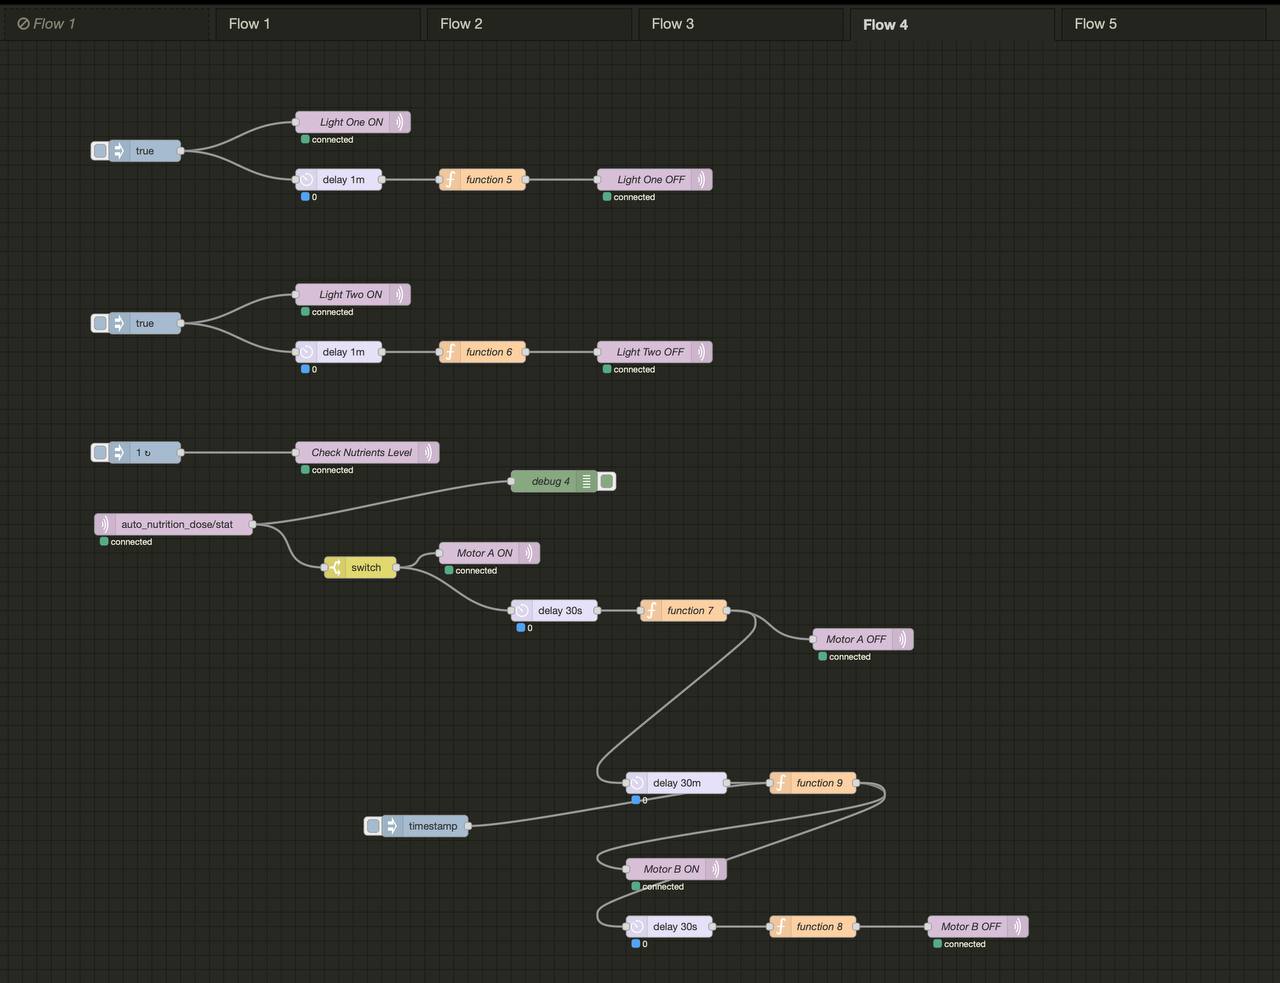 Flow 1
Flow 1
Flow 2
Flow 3
Flow 4
Flow 5
Light One ON
connected
true
delay 1m
function 5
Light One OFF
0
connected
Light Two ON
connected
true
delay 1m
function 6
Light Two OFF
0
connected
1 ↻
Check Nutrients Level
connected
debug 4
auto_nutrition_dose/stat
connected
Motor A ON
connected
switch
delay 30s
function 7
0
Motor A OFF
connected
delay 30m
function 9
0
timestamp
Motor B ON
connected
delay 30s
function 8
Motor B OFF
0
connected